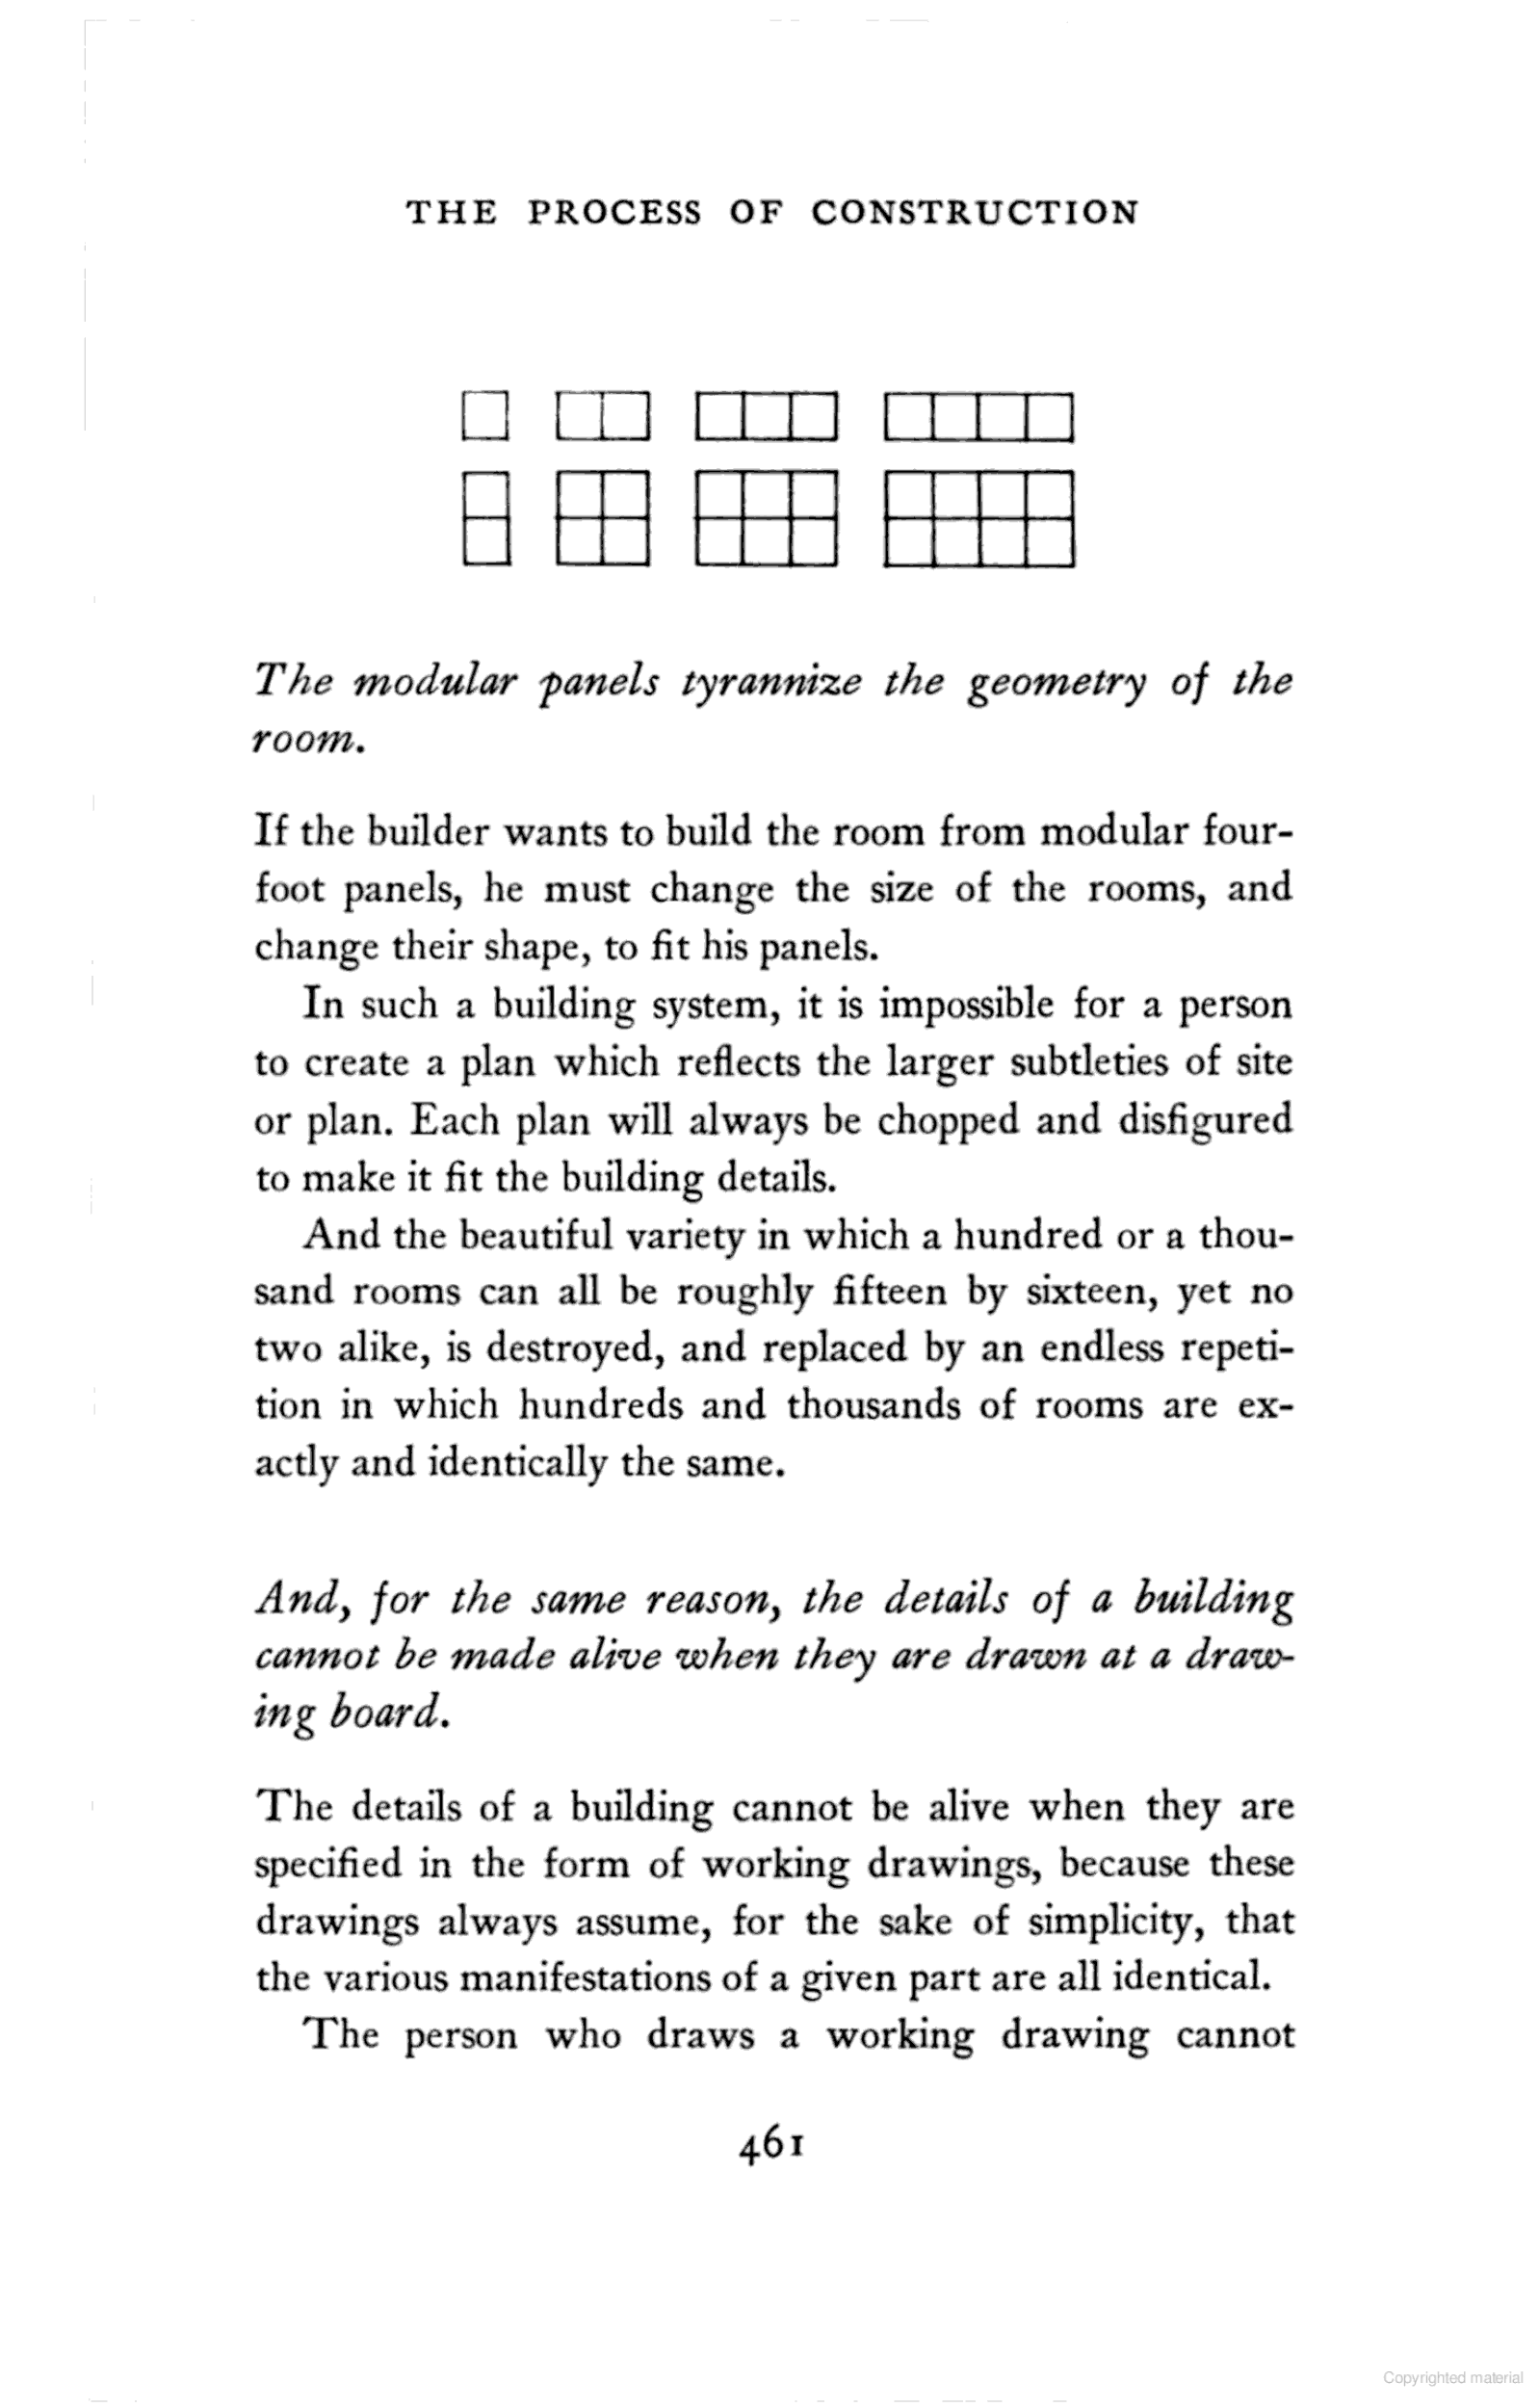 THE PROCESS OF CONSTRUCTION
The modular panels tyrannize the geometry of the
room.
If the builder wants to build the room from modular four-
foot panels, he must change the size of the rooms, and
change their shape, to fit his panels.
In such a building system, it is impossible for a person
to create a plan which reflects the larger subtleties of site
or plan. Each plan will always be chopped and disfigured
to make it fit the building details.
And the beautiful variety in which a hundred or a thou-
sand rooms can all be roughly fifteen by sixteen, yet no
two alike, is destroyed, and replaced by an endless repeti-
tion in which hundreds and thousands of rooms are ex-
actly and identically the same.
And, for the same reason, the details of a building
cannot be made alive when they are drawn at a draw-
ing board.
The details of a building cannot be alive when they are
specified in the form of working drawings, because these
drawings always assume, for the sake of simplicity, that
the various manifestations of a given part are all identical.
The person who draws a working drawing cannot
461
Copyrighted material